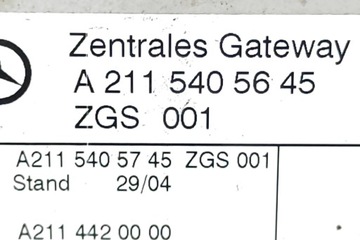 Zentrales Gateway
A 211 540 56 45
ZGS 001
A211 540 57 45 ZGS 001
Stand 29/04
A211 442 00 00